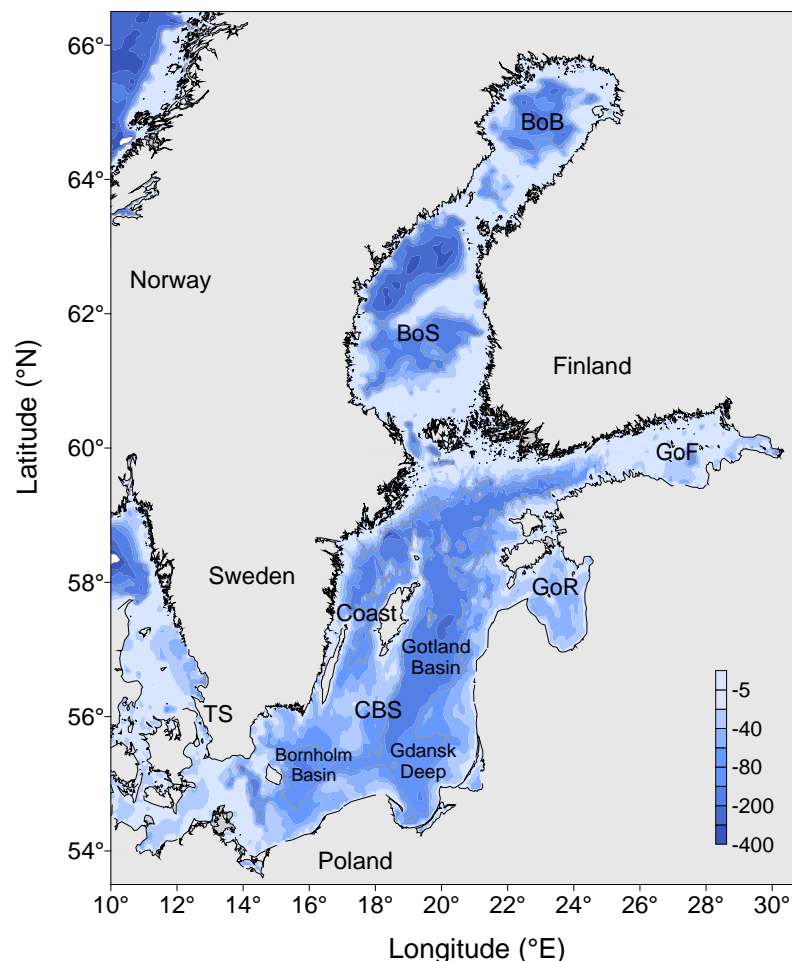 66°
64°
62°
60°
58°
56°
54°
Latitude (°N)
BoB
Norway
BoS
Finland
GoF
Sweden
GoR
Coast
Gotland
Basin
TS
CBS
Bornholm
Basin
Gdansk
Deep
Poland
-5
-40
-80
-200
-400
10° 12° 14° 16° 18° 20° 22° 24° 26° 28° 30°
Longitude (°E)